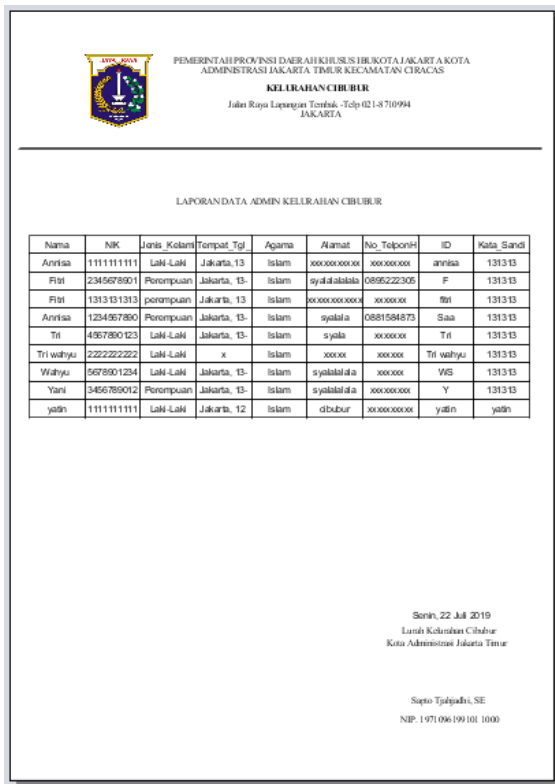 JAYA RAYA
PEMERINTAH PROVINSI DAERAH KHUSUS IBUKOTA JAKARTA KOTA
ADMINISTRASI JAKARTA TIMUR KECAMATAN CIRACAS
KELURAHAN CIBUBUR
Jalan Raya Lapangan Tembak -Telp 021-8710994
JAKARTA
LAPORAN DATA ADMIN KELURAHAN CIBUBUR
Nama NIK Jenis_Kelami Tempat_Tgl_ Agama Alamat No_TelponH ID Kata_Sandi
Annisa 1111111111 Laki-Laki Jakarta,13 Islam xxxxxxxxxxx xxxxxxxxx annisa 131313
Fitri 2345678901 Perempuan Jakarta, 13- Islam syalalalalala 0895222305 F 131313
Fitri 1313131313 perempuan Jakarta, 13 Islam xxxxxxxxxxxx xxxxxxx fitri 131313
Annisa 1234567890 Perempuan Jakarta, 13- Islam syalala 0881584873 Saa 131313
Tri 4567890123 Laki-Laki Jakarta, 13- Islam syala xxxxxxx Tri 131313
Tri wahyu 2222222222 Laki-Laki x Islam xxxxx xxxxxx Tri wahyu 131313
Wahyu 5678901234 Laki-Laki Jakarta, 13- Islam syalalalala xxxxxxx WS 131313
Yani 3456789012 Perempuan Jakarta, 13- Islam syalalalala xxxxxxxxx Y 131313
yatin 1111111111 Laki-Laki Jakarta, 12 Islam cibubur xxxxxxxxxx yatin yatin
Senin, 22 Juli 2019
Lurah Kelurahan Cibubur
Kota Administrasi Jakarta Timur
Sapto Tjahjadhi, SE
NIP. 197109619910 11000